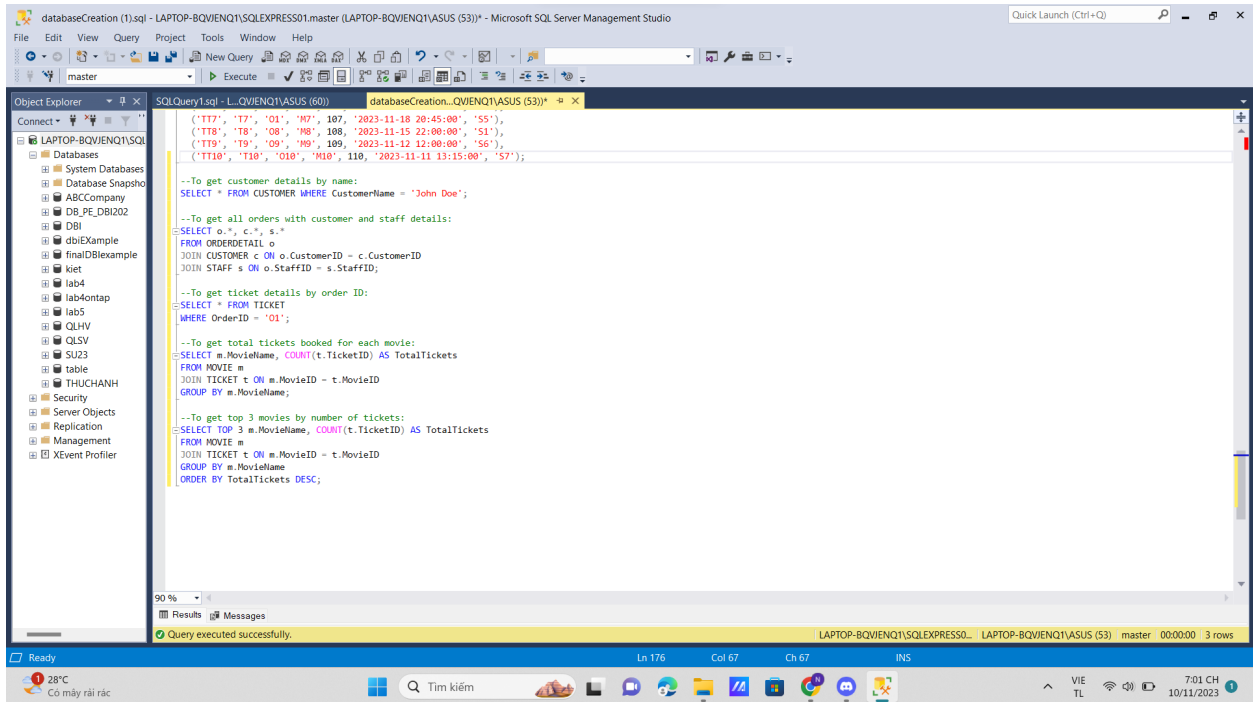 databaseCreation (1).sql - LAPTOP-BQVJENQ1\SQLEXPRESS01.master (LAPTOP-BQVJENQ1\ASUS (53))* - Microsoft SQL Server Management Studio
Quick Launch (Ctrl+Q)
File Edit View Query Project Tools Window Help
New Query
master
Execute
Object Explorer
SQLQuery1.sql - L...QVJENQ1\ASUS (60))
databaseCreation...QVJENQ1\ASUS (53))*
Connect
LAPTOP-BQVJENQ1\SQL
Databases
System Databases
Database Snapsho
ABCCompany
DB_PE_DBI202
DBI
dbiEXample
finalDBIexample
kiet
lab4
lab4ontap
lab5
QLHV
QLSV
SU23
table
THUCHANH
Security
Server Objects
Replication
Management
XEvent Profiler
('TT7', 'T7', 'O1', 'M7', 107, '2023-11-18 20:45:00', 'S5'),
('TT8', 'T8', 'O8', 'M8', 108, '2023-11-15 22:00:00', 'S1'),
('TT9', 'T9', 'O9', 'M9', 109, '2023-11-12 12:00:00', 'S6'),
('TT10', 'T10', 'O10', 'M10', 110, '2023-11-11 13:15:00', 'S7');
--To get customer details by name:
SELECT * FROM CUSTOMER WHERE CustomerName = 'John Doe';
--To get all orders with customer and staff details:
SELECT o.*, c.*, s.*
FROM ORDERDETAIL o
JOIN CUSTOMER c ON o.CustomerID = c.CustomerID
JOIN STAFF s ON o.StaffID = s.StaffID;
--To get ticket details by order ID:
SELECT * FROM TICKET
WHERE OrderID = 'O1';
--To get total tickets booked for each movie:
SELECT m.MovieName, COUNT(t.TicketID) AS TotalTickets
FROM MOVIE m
JOIN TICKET t ON m.MovieID = t.MovieID
GROUP BY m.MovieName;
--To get top 3 movies by number of tickets:
SELECT TOP 3 m.MovieName, COUNT(t.TicketID) AS TotalTickets
FROM MOVIE m
JOIN TICKET t ON m.MovieID = t.MovieID
GROUP BY m.MovieName
ORDER BY TotalTickets DESC;
90 %
Results Messages
Query executed successfully.
LAPTOP-BQVJENQ1\SQLEXPRESS0... LAPTOP-BQVJENQ1\ASUS (53) master 00:00:00 3 rows
Ready Ln 176 Col 67 Ch 67 INS
1
28°C
Có mây rải rác
Tìm kiếm
VIE
TL
7:01 CH
10/11/2023
1